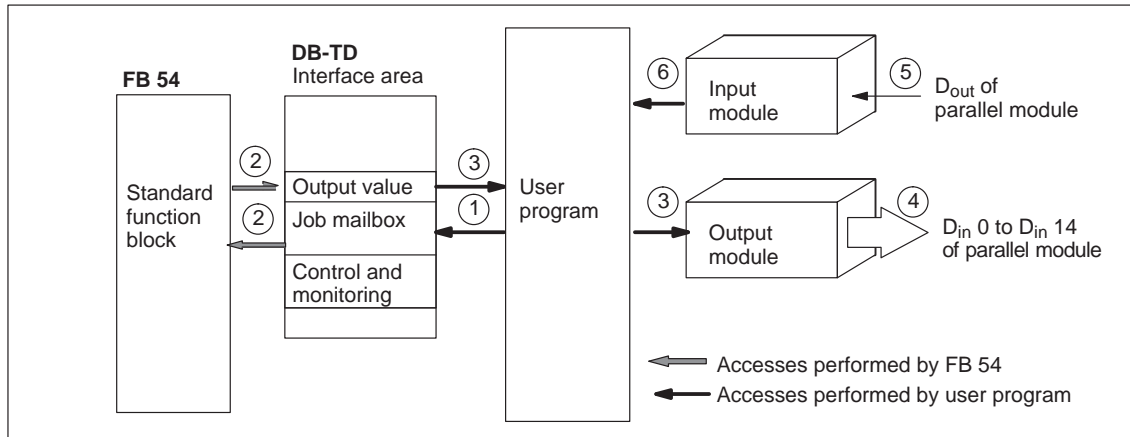 FB 54
Standard
function
block
2
2
DB-TD
Interface area
Output value
Job mailbox
Control and
monitoring
3
1
User
program
6
Input
module
5
Dout of
parallel module
3
Output
module
4
Din 0 to Din 14
of parallel module
Accesses performed by FB 54
Accesses performed by user program